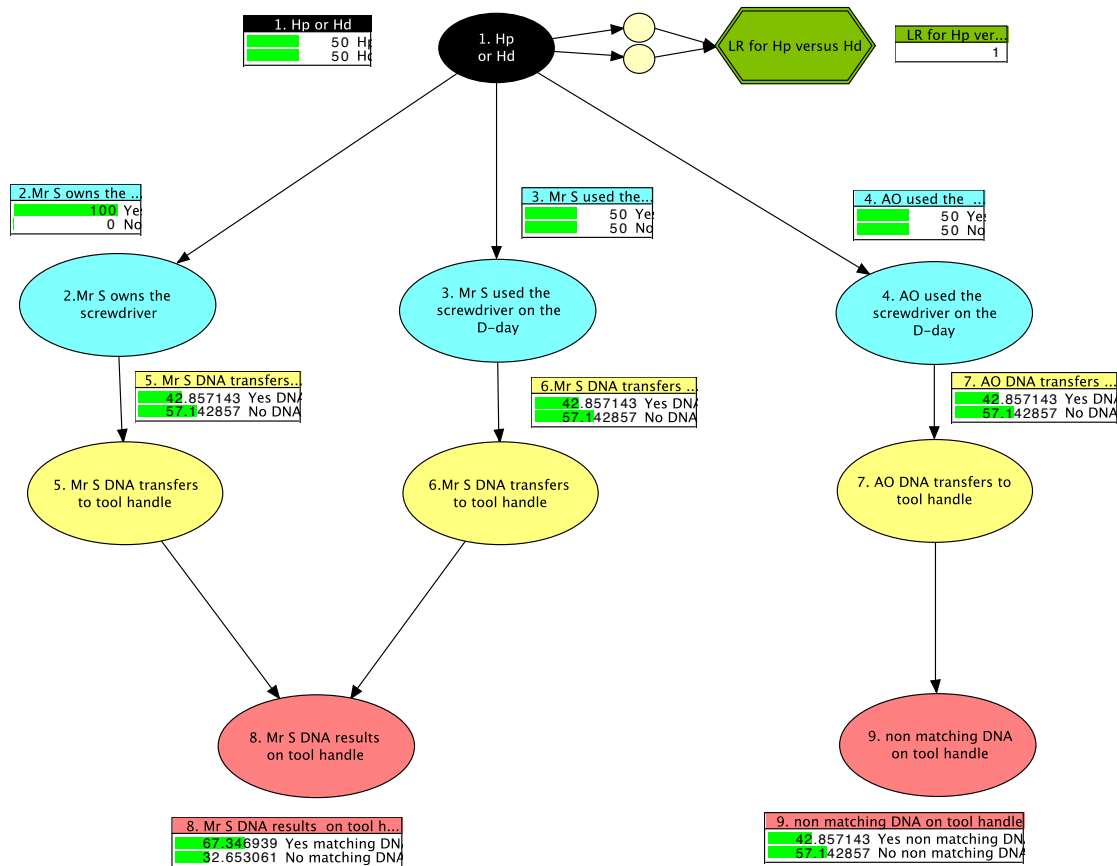 1. Hp or Hd
50 Hp
50 Hd
1. Hp
or Hd
LR for Hp versus Hd
LR for Hp ver...
1
2.Mr S owns the ...
100 Yes
0 No
3. Mr S used the...
50 Yes
50 No
4. AO used the ...
50 Yes
50 No
2.Mr S owns the
screwdriver
3. Mr S used the
screwdriver on the
D-day
4. AO used the
screwdriver on the
D-day
5. Mr S DNA transfers...
42.857143 Yes DNA
57.142857 No DNA
6.Mr S DNA transfers ...
42.857143 Yes DNA
57.142857 No DNA
7. AO DNA transfers ...
42.857143 Yes DNA
57.142857 No DNA
5. Mr S DNA transfers
to tool handle
6.Mr S DNA transfers
to tool handle
7. AO DNA transfers to
tool handle
8. Mr S DNA results
on tool handle
9. non matching DNA
on tool handle
8. Mr S DNA results on tool h...
67.346939 Yes matching DNA
32.653061 No matching DNA
9. non matching DNA on tool handle
42.857143 Yes non matching DNA
57.142857 No non matching DNA